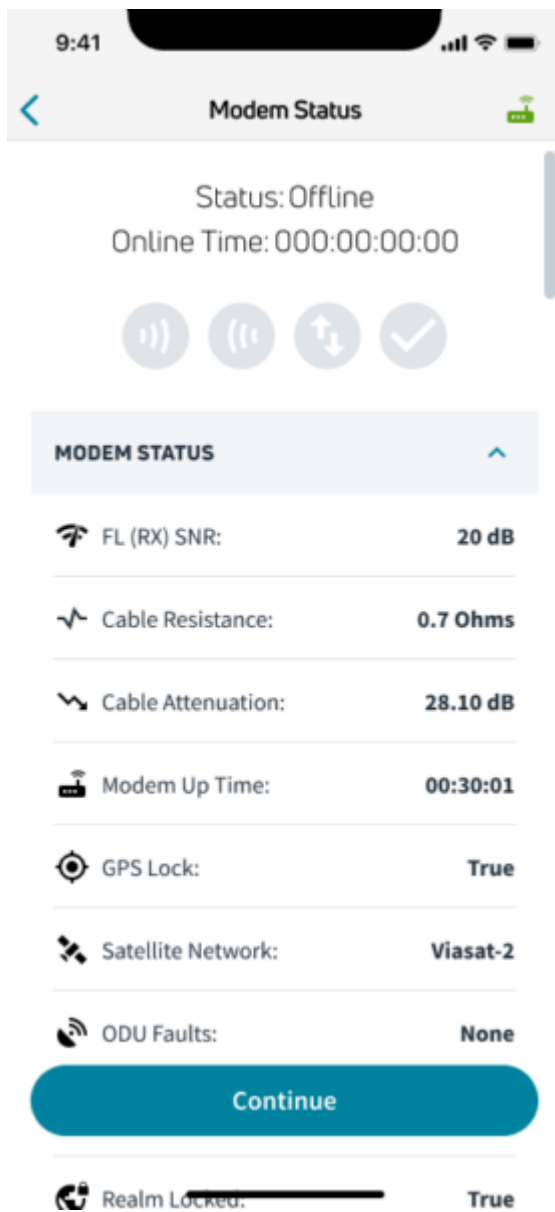 9:41
Modem Status
Status: Offline
Online Time: 000:00:00:00
MODEM STATUS
FL (RX) SNR: 20 dB
Cable Resistance: 0.7 Ohms
Cable Attenuation: 28.10 dB
Modem Up Time: 00:30:01
GPS Lock: True
Satellite Network: Viasat-2
ODU Faults: None
Continue
Realm Locked: True